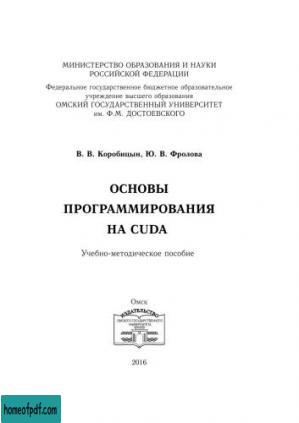 МИНИСТЕРСТВО ОБРАЗОВАНИЯ И НАУКИ
РОССИЙСКОЙ ФЕДЕРАЦИИ
Федеральное государственное бюджетное образовательное
учреждение высшего образования
ОМСКИЙ ГОСУДАРСТВЕННЫЙ УНИВЕРСИТЕТ
им. Ф.М. ДОСТОЕВСКОГО
В. В. Коробицын, Ю. В. Фролова
ОСНОВЫ
ПРОГРАММИРОВАНИЯ
НА CUDA
Учебно-методическое пособие
Омск
ИЗДАТЕЛЬСТВО
2016
homeofpdf.com